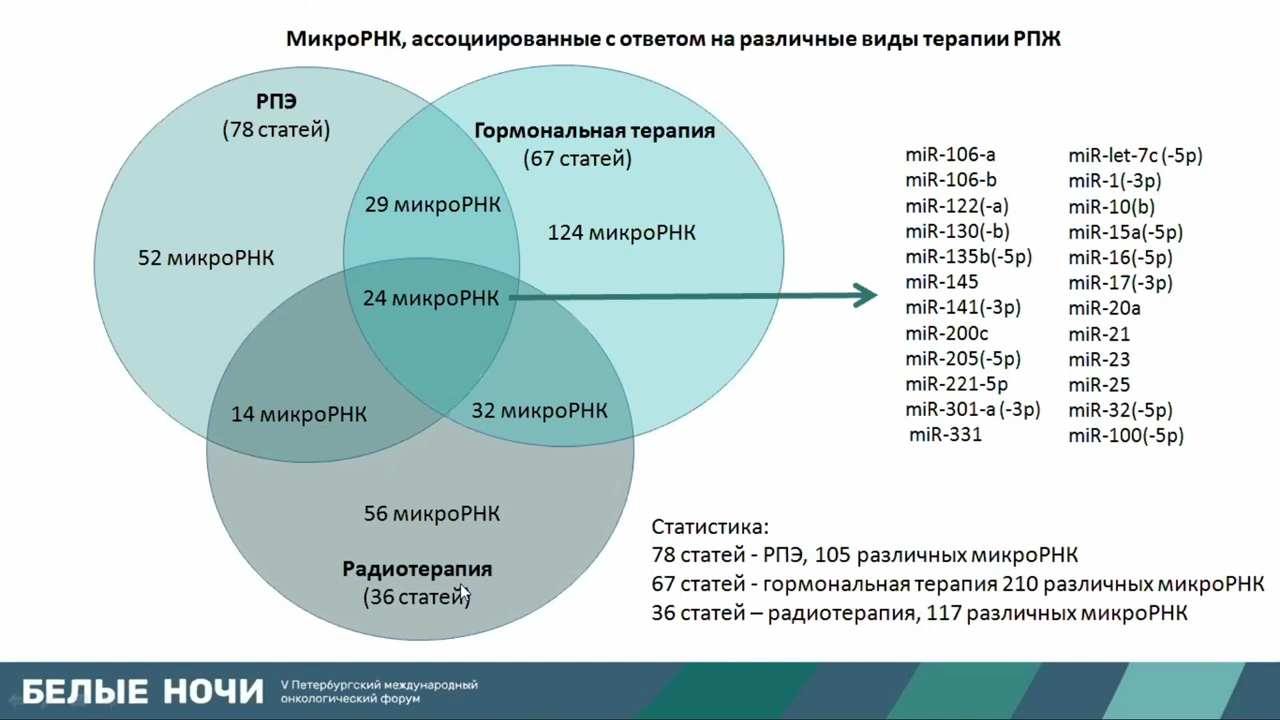 МикроРНК, ассоциированные с ответом на различные виды терапии РПЖ
РПЭ
(78 статей)
Гормональная терапия
(67 статей)
29 микроРНК
124 микроРНК
52 микроРНК
24 микроРНК
14 микроРНК
32 микроРНК
56 микроРНК
Радиотерапия
(36 статей)
miR-106-a
miR-106-b
miR-122(-a)
miR-130(-b)
miR-135b(-5p)
miR-145
miR-141(-3p)
miR-200c
miR-205(-5p)
miR-221-5p
miR-301-a (-3p)
miR-331
miR-let-7c (-5p)
miR-1(-3p)
miR-10(b)
miR-15a(-5p)
miR-16(-5p)
miR-17(-3p)
miR-20a
miR-21
miR-23
miR-25
miR-32(-5p)
miR-100(-5p)
Статистика:
78 статей - РПЭ, 105 различных микроРНК
67 статей - гормональная терапия 210 различных микроРНК
36 статей – радиотерапия, 117 различных микроРНК
БЕЛЫЕ НОЧИ
V Петербургский международный
онкологический форум